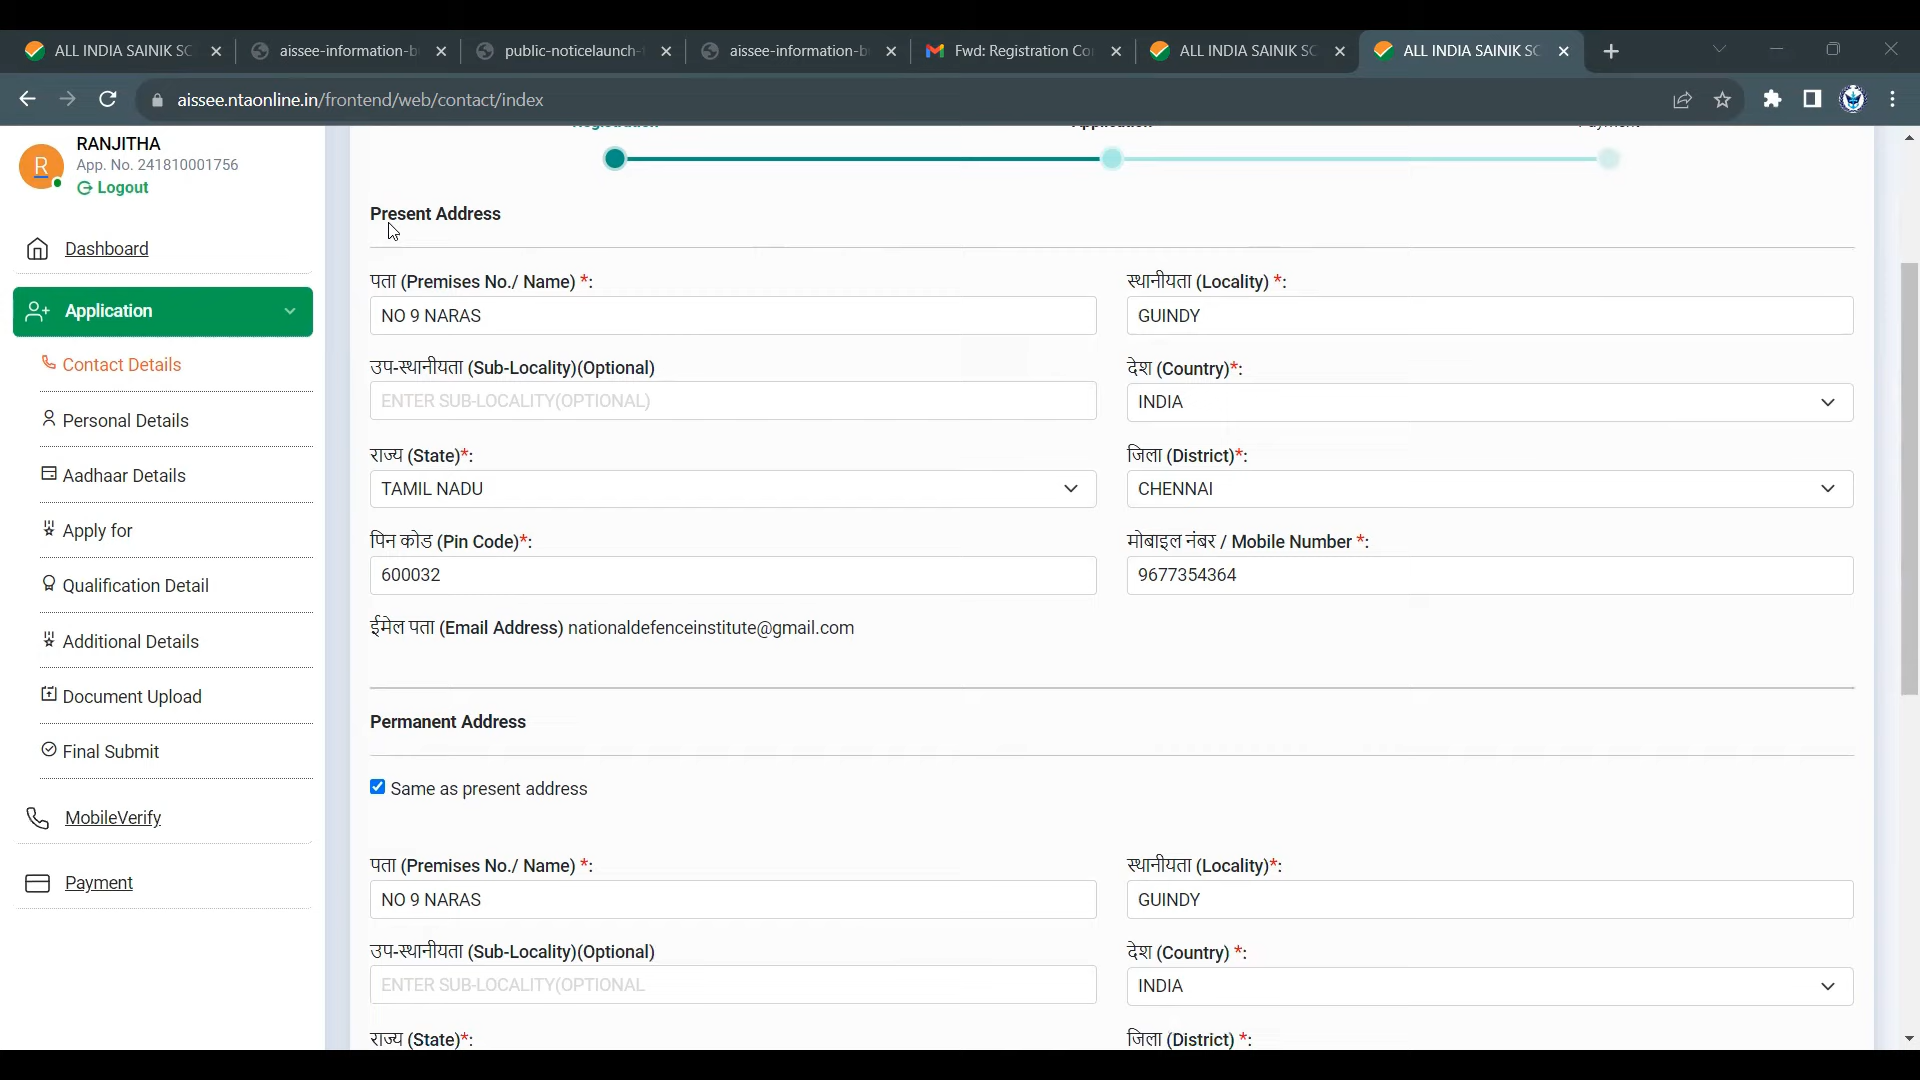 ALL INDIA SAINIK SC
aissee-information-b
public-noticelaunch-
aissee-information-b
Fwd: Registration Co
ALL INDIA SAINIK SC
ALL INDIA SAINIK SC
aissee.ntaonline.in/frontend/web/contact/index
R
RANJITHA
App. No. 241810001756
Logout
Dashboard
Application
Contact Details
Personal Details
Aadhaar Details
Apply for
Qualification Detail
Additional Details
Document Upload
Final Submit
MobileVerify
Payment
Registration
Application
Payment
Present Address
पता (Premises No./ Name) *:
स्थानीयता (Locality) *:
NO 9 NARAS
GUINDY
उप-स्थानीयता (Sub-Locality)(Optional)
देश (Country)*:
ENTER SUB-LOCALITY(OPTIONAL)
INDIA
राज्य (State)*:
जिला (District)*:
TAMIL NADU
CHENNAI
पिन कोड (Pin Code)*:
मोबाइल नंबर / Mobile Number *:
600032
9677354364
ईमेल पता (Email Address) nationaldefenceinstitute@gmail.com
Permanent Address
Same as present address
पता (Premises No./ Name) *:
स्थानीयता (Locality)*:
NO 9 NARAS
GUINDY
उप-स्थानीयता (Sub-Locality)(Optional)
देश (Country) *:
ENTER SUB-LOCALITY(OPTIONAL
INDIA
राज्य (State)*:
जिला (District) *: